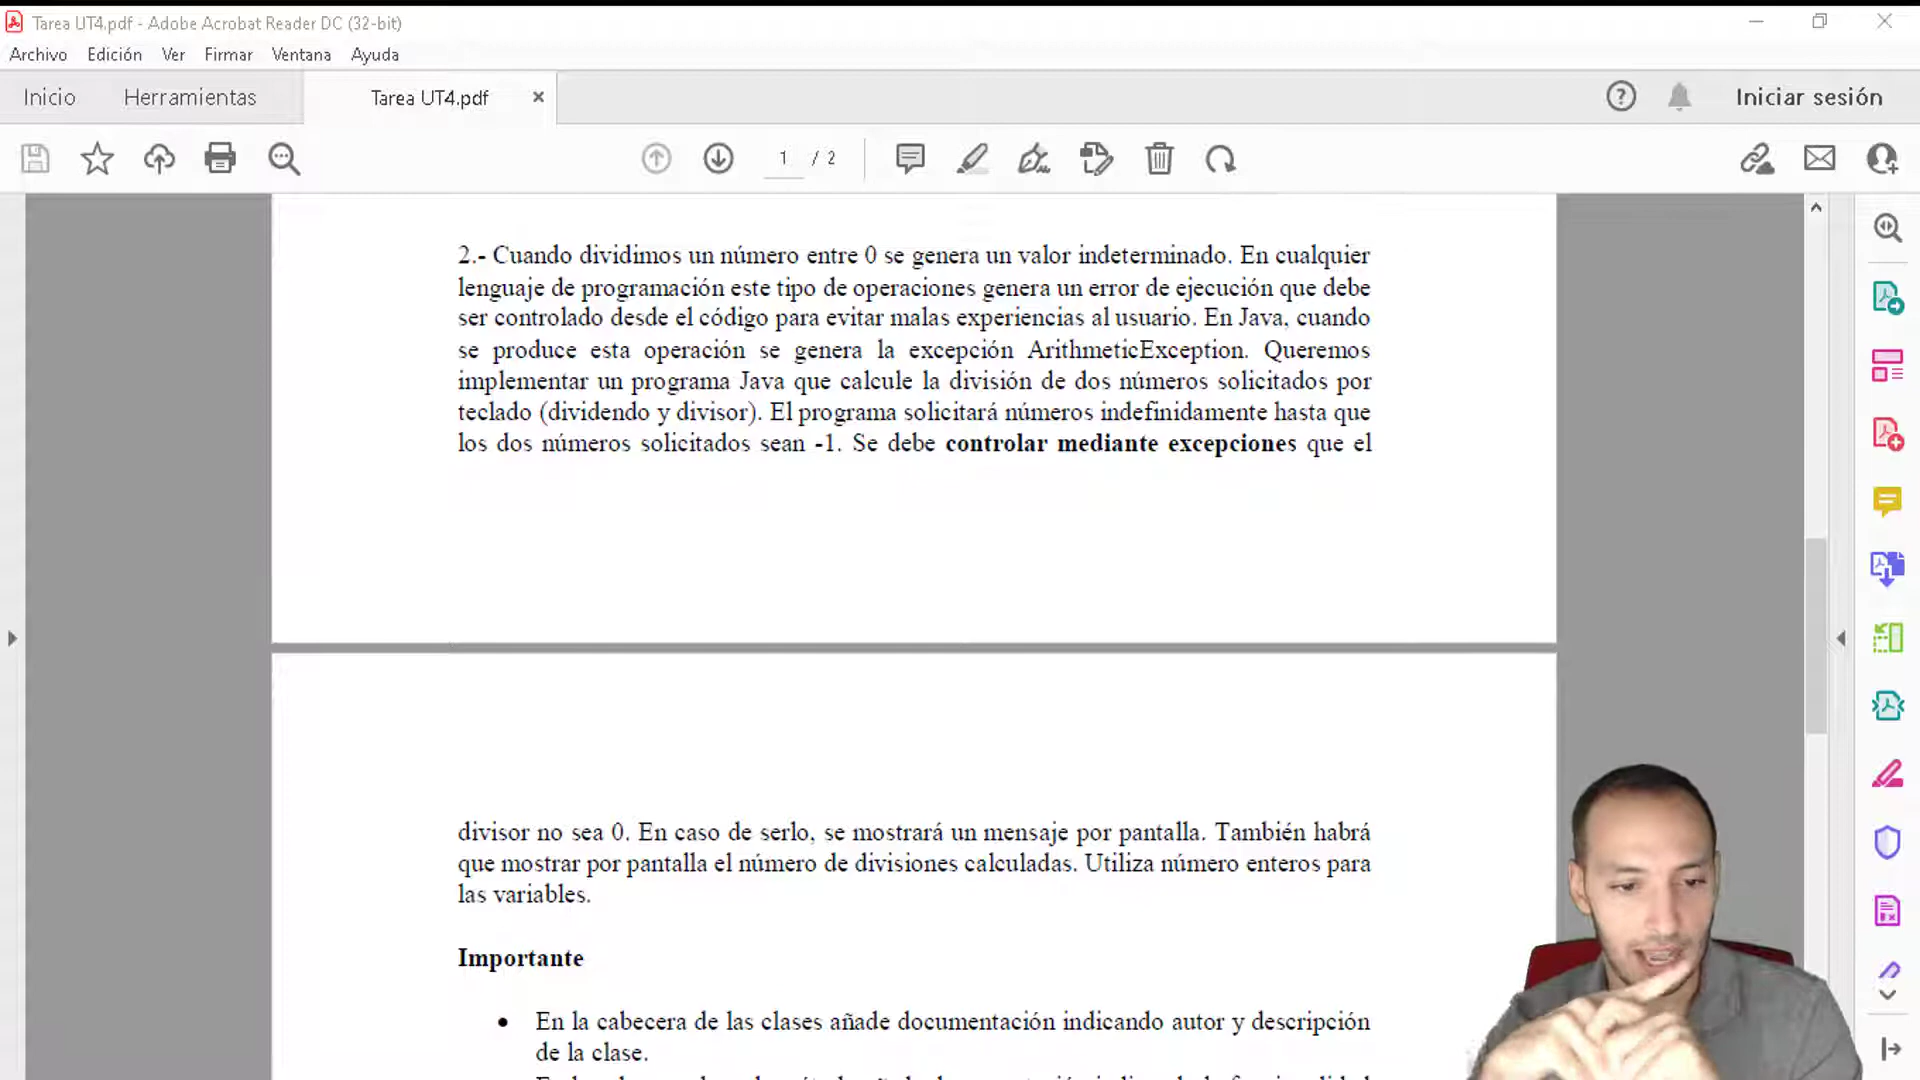 Tarea UT4.pdf - Adobe Acrobat Reader DC (32-bit)
Archivo Edición Ver Firmar Ventana Ayuda
Inicio Herramientas Tarea UT4.pdf Iniciar sesión
1 / 2
2.- Cuando dividimos un número entre 0 se genera un valor indeterminado. En cualquier
lenguaje de programación este tipo de operaciones genera un error de ejecución que debe
ser controlado desde el código para evitar malas experiencias al usuario. En Java, cuando
se produce esta operación se genera la excepción ArithmeticException. Queremos
implementar un programa Java que calcule la división de dos números solicitados por
teclado (dividendo y divisor). El programa solicitará números indefinidamente hasta que
los dos números solicitados sean -1. Se debe controlar mediante excepciones que el
divisor no sea 0. En caso de serlo, se mostrará un mensaje por pantalla. También habrá
que mostrar por pantalla el número de divisiones calculadas. Utiliza número enteros para
las variables.
Importante
• En la cabecera de las clases añade documentación indicando autor y descripción
de la clase.